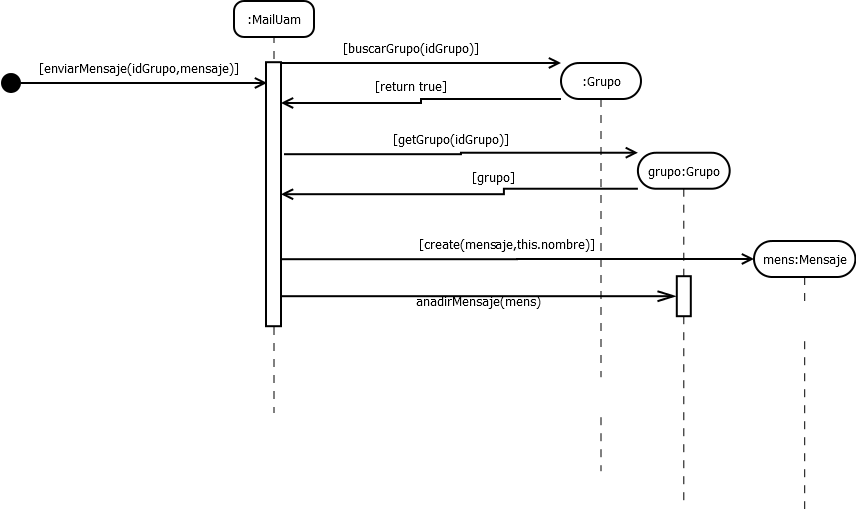 :MailUam
[buscarGrupo(idGrupo)]
[enviarMensaje(idGrupo,mensaje)]
:Grupo
[return true]
[getGrupo(idGrupo)]
grupo:Grupo
[grupo]
[create(mensaje,this.nombre)]
mens:Mensaje
anadirMensaje(mens)